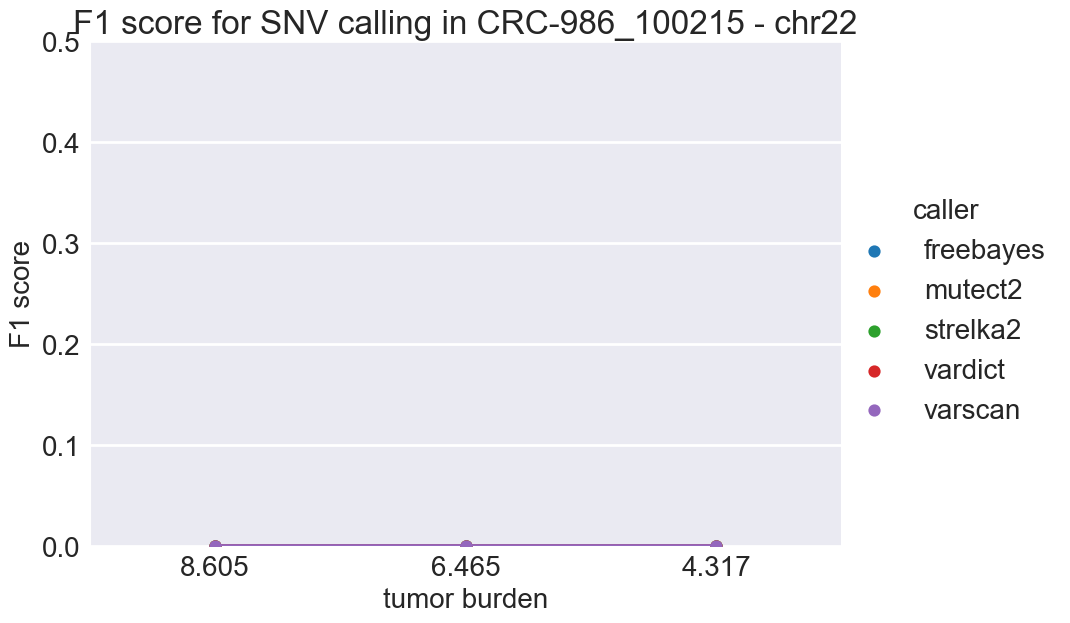 F1 score for SNV calling in CRC-986_100215 - chr22
0.5
0.4
0.3
0.2
0.1
0.0
F1 score
8.605 6.465 4.317
tumor burden
caller
freebayes
mutect2
strelka2
vardict
varscan